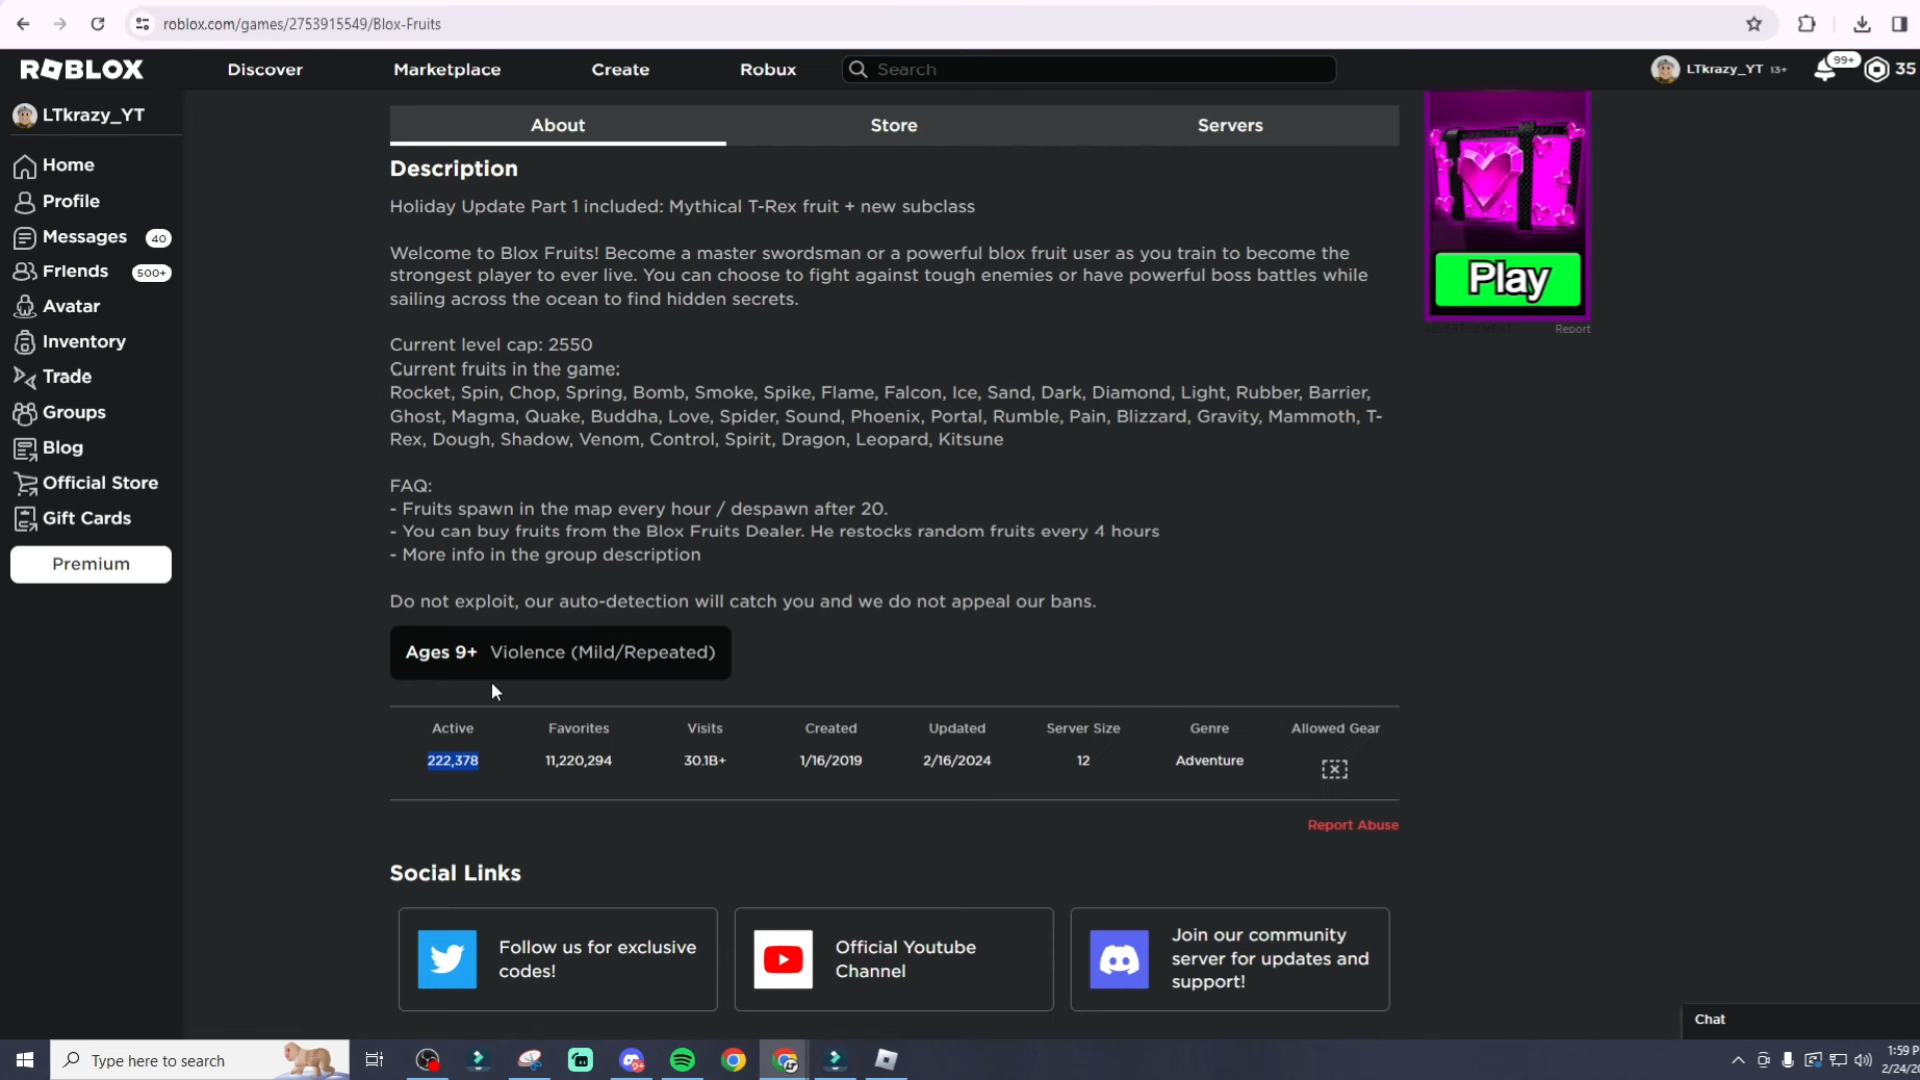 roblox.com/games/2753915549/Blox-Fruits
ROBLOX
Discover
Marketplace
Create
Robux
Search
LTkrazy_YT 13+
99+
35
LTkrazy_YT
Home
Profile
Messages 40
Friends 500+
Avatar
Inventory
Trade
Groups
Blog
Official Store
Gift Cards
Premium
About
Store
Servers
Description
Holiday Update Part 1 included: Mythical T-Rex fruit + new subclass
Welcome to Blox Fruits! Become a master swordsman or a powerful blox fruit user as you train to become the
strongest player to ever live. You can choose to fight against tough enemies or have powerful boss battles while
sailing across the ocean to find hidden secrets.
Current level cap: 2550
Current fruits in the game:
Rocket, Spin, Chop, Spring, Bomb, Smoke, Spike, Flame, Falcon, Ice, Sand, Dark, Diamond, Light, Rubber, Barrier,
Ghost, Magma, Quake, Buddha, Love, Spider, Sound, Phoenix, Portal, Rumble, Pain, Blizzard, Gravity, Mammoth, T-
Rex, Dough, Shadow, Venom, Control, Spirit, Dragon, Leopard, Kitsune
FAQ:
- Fruits spawn in the map every hour / despawn after 20.
- You can buy fruits from the Blox Fruits Dealer. He restocks random fruits every 4 hours
- More info in the group description
Do not exploit, our auto-detection will catch you and we do not appeal our bans.
Ages 9+ Violence (Mild/Repeated)
Active Favorites Visits Created Updated Server Size Genre Allowed Gear
222,378 11,220,294 30.1B+ 1/16/2019 2/16/2024 12 Adventure
Report Abuse
Social Links
Follow us for exclusive
codes!
Official Youtube
Channel
Join our community
server for updates and
support!
Play
ADVERTISEMENT
Report
Chat
Type here to search
1:59 P
2/24/20